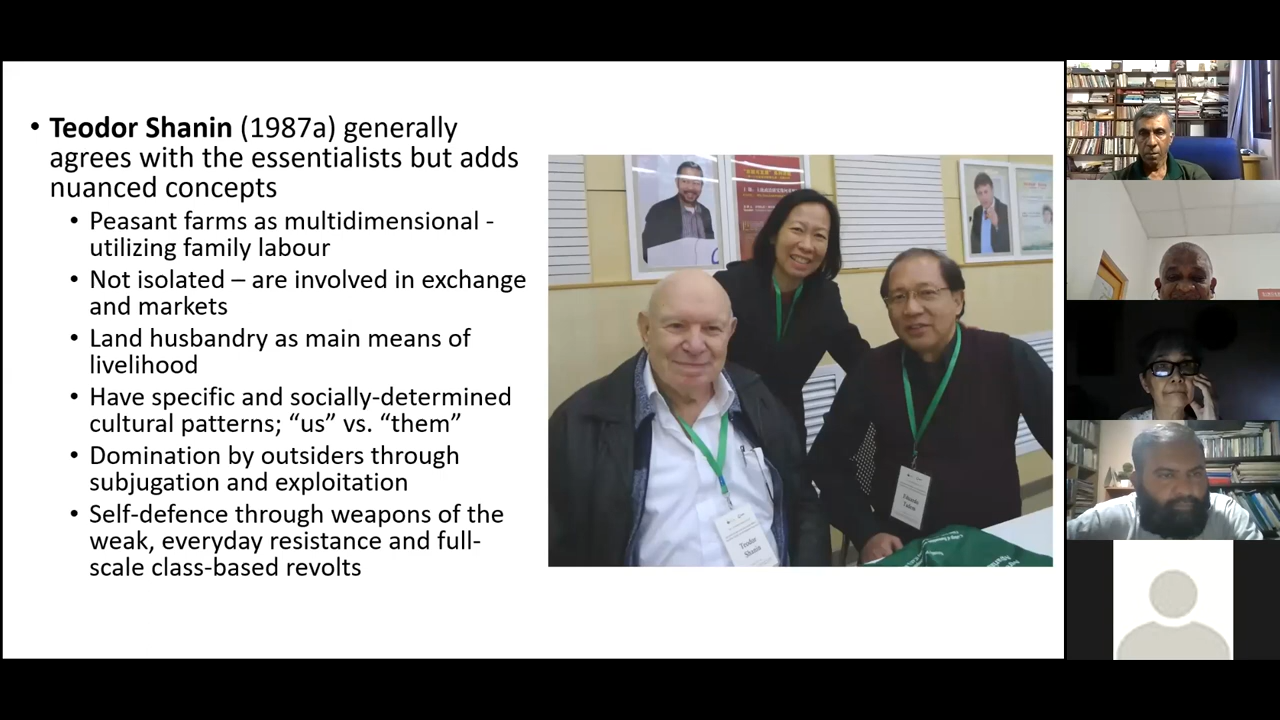 • Teodor Shanin (1987a) generally
agrees with the essentialists but adds
nuanced concepts
• Peasant farms as multidimensional -
utilizing family labour
• Not isolated – are involved in exchange
and markets
• Land husbandry as main means of
livelihood
• Have specific and socially-determined
cultural patterns; “us” vs. “them”
• Domination by outsiders through
subjugation and exploitation
• Self-defence through weapons of the
weak, everyday resistance and full-
scale class-based revolts
Teodor
Shanin